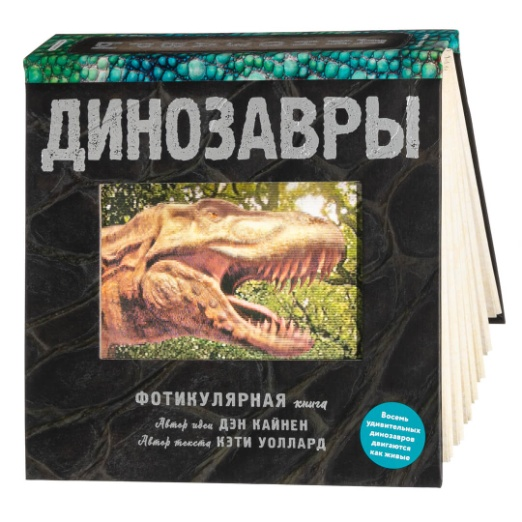 ДИНОЗАВРЫ
ФОТИКУЛЯРНАЯ книга
Автор идеи ДЭН КАЙНЕН
Автор текста КЭТИ УОЛЛАРД
Восемь
удивительных
динозавров
двигаются
как живые